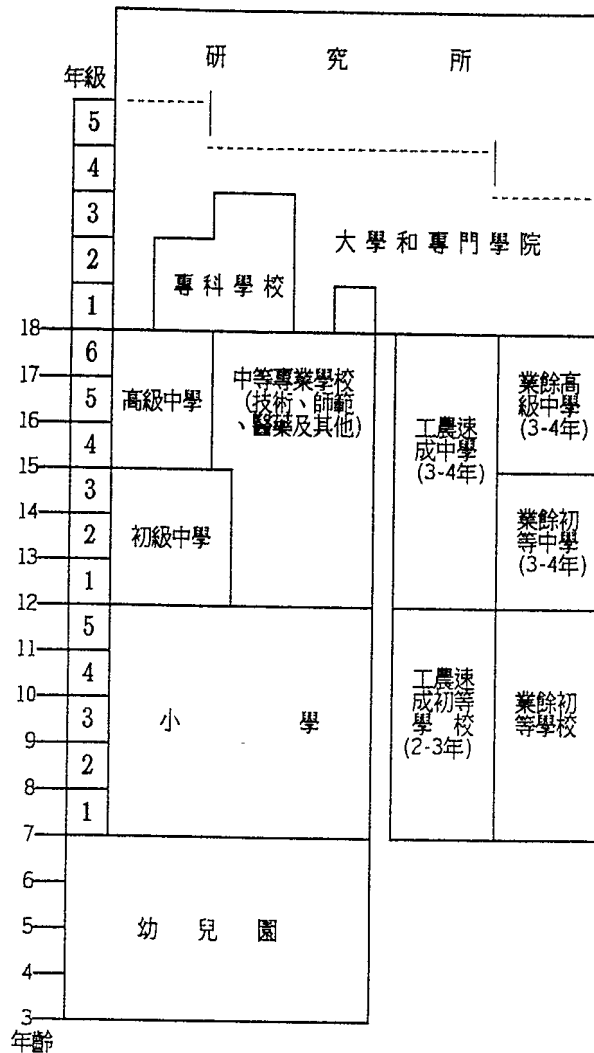 研 究 所
年級
5
4
3
2
1
大學和專門學院
專科學校
18
17
16
15
14
13
12
11
10
9
8
7
6
5
4
3
年齡
6
5
4
3
2
1
5
4
3
2
1
高級中學
中等專業學校
(技術、師範
、醫藥及其他)
初級中學
工農速
成中學
(3-4年)
業餘高
級中學
(3-4年)
業餘初
等中學
(3-4年)
小 學
工農速
成初等
學 校
(2-3年)
業餘初
等學校
幼 兒 園